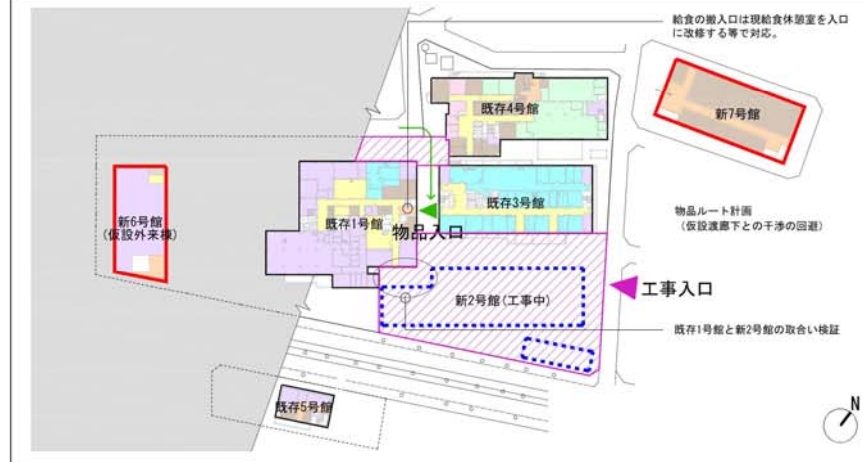 給食の搬入口は現給食休憩室を入口
に改修する等で対応。
既存4号館
新7号館
新6号館
(仮設外来棟)
既存1号館
既存3号館
物品入口
物品ルート計画
(仮設渡廊下との干渉の回避)
新2号館(工事中)
工事入口
既存1号館と新2号館の取合い検証
既存5号館
N